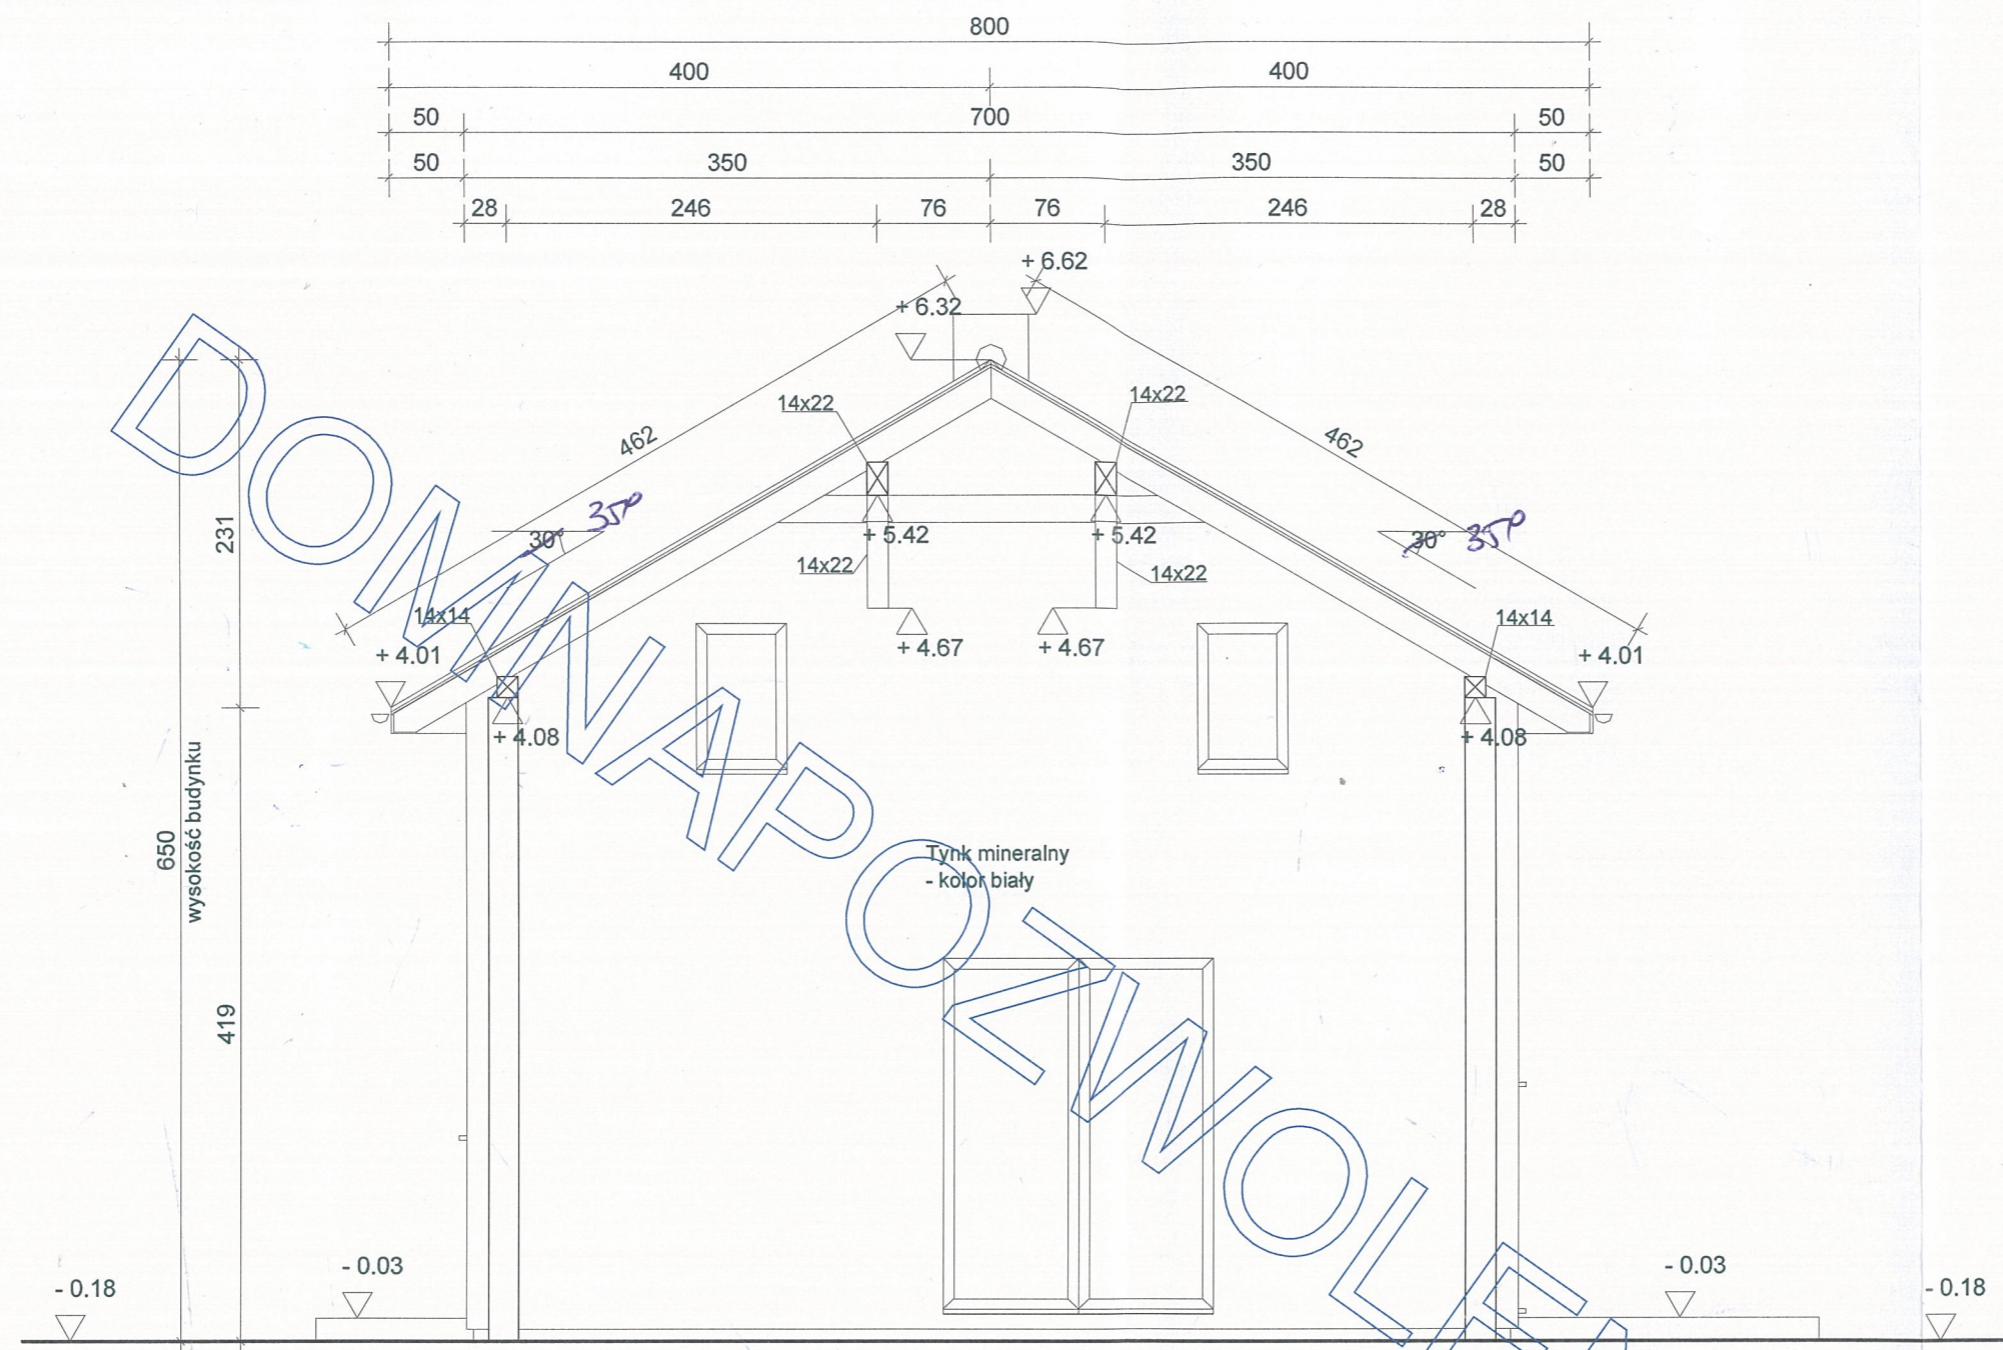 800
400 400
50 700 50
50 350 350 50
28 246 76 76 246 28
+ 6.62
+ 6.32
14x22 14x22
462 462
30° 35° 30° 35°
231
+ 5.42 + 5.42
14x22 14x22
14x14 14x14
+ 4.67 + 4.67
+ 4.01 + 4.01
+ 4.08 + 4.08
650
wysokość budynku
419
Tynk mineralny
- kolor biały
- 0.03 - 0.03
- 0.18 - 0.18
DOMNAPOZWOLE